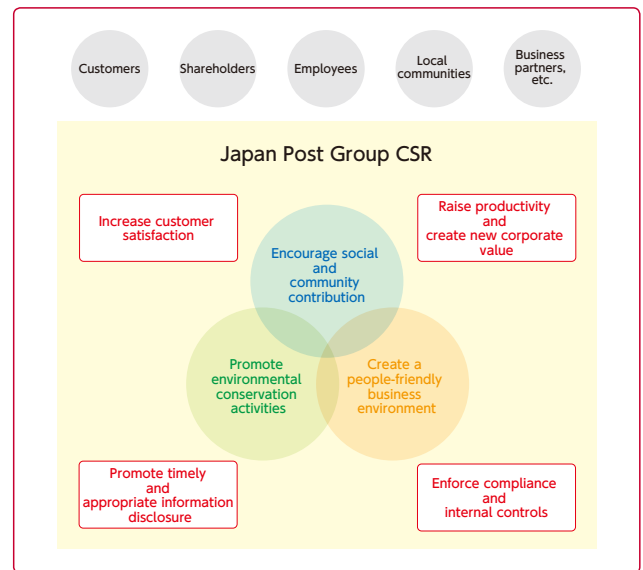 Customers
Shareholders
Employees
Local
communities
Business
partners,
etc.
Japan Post Group CSR
Increase customer
satisfaction
Raise productivity
and
create new corporate
value
Encourage social
and
community
contribution
Promote
environmental
conservation
activities
Create a
people-friendly
business
environment
Promote timely
and
appropriate information
disclosure
Enforce compliance
and
internal controls